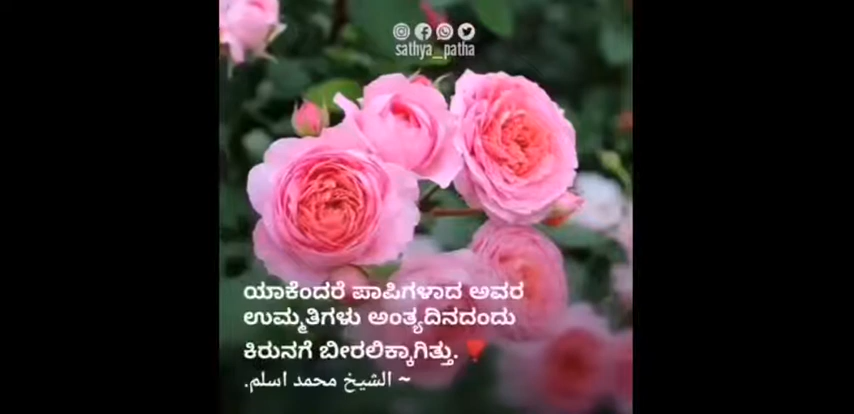 sathya_patha
ಯಾಕೆಂದರೆ ಪಾಪಿಗಳಾದ ಅವರ
ಉಮ್ಮತಿಗಳು ಅಂತ್ಯದಿನದಂದು
ಕಿರುನಗೆ ಬೀರಲಿಕ್ಕಾಗಿತ್ತು. ❣️
~ الشيخ محمد اسلم.